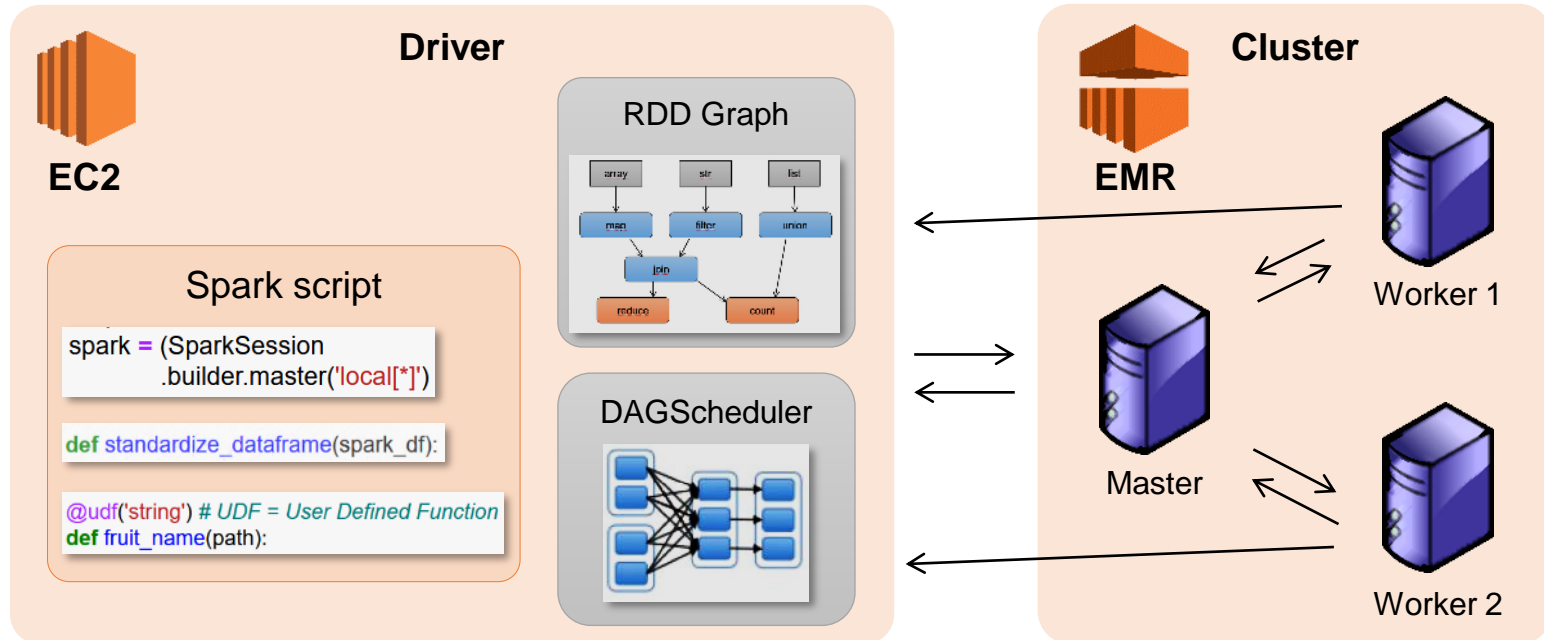 Driver
EC2
Spark script
spark = (SparkSession
.builder.master('local[*]')
def standardize_dataframe(spark_df):
@udf('string') # UDF = User Defined Function
def fruit_name(path):
RDD Graph
array str list
map filter union
join
reduce count
DAGScheduler
Cluster
EMR
Worker 1
Master
Worker 2